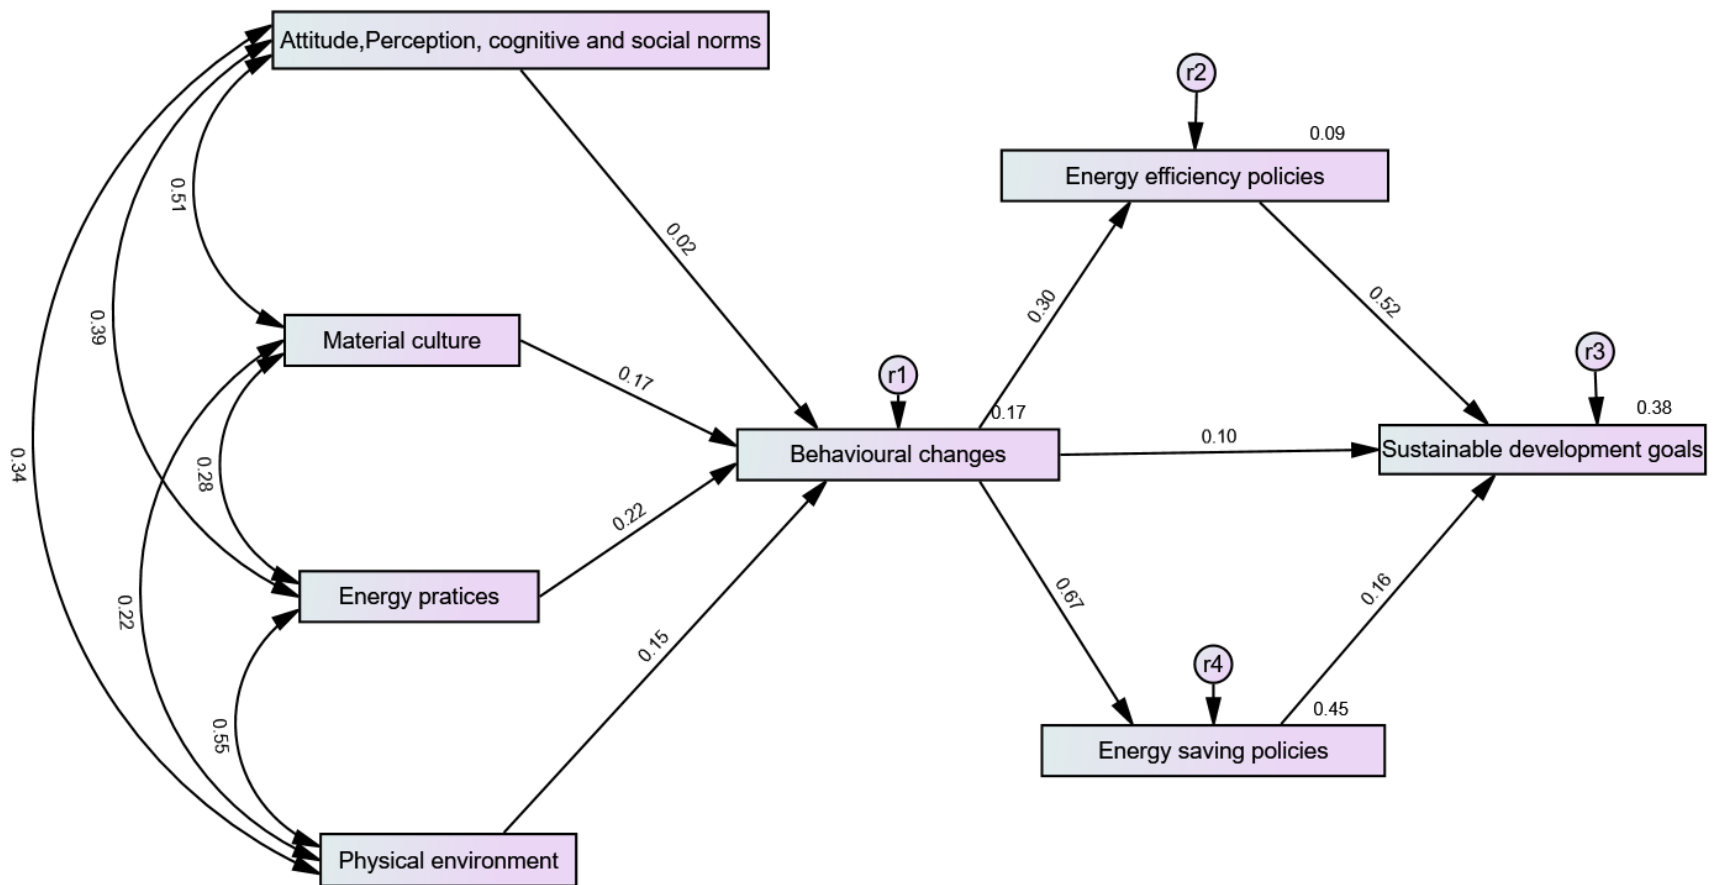 Attitude,Perception, cognitive and social norms
r2
0.09
Energy efficiency policies
0.51
0.02
0.30
0.52
0.39
Material culture
r3
0.17
r1
0.17
0.38
0.10
Behavioural changes
Sustainable development goals
0.34
0.28
0.22
0.67
0.16
Energy pratices
0.22
0.15
r4
0.55
0.45
Energy saving policies
Physical environment